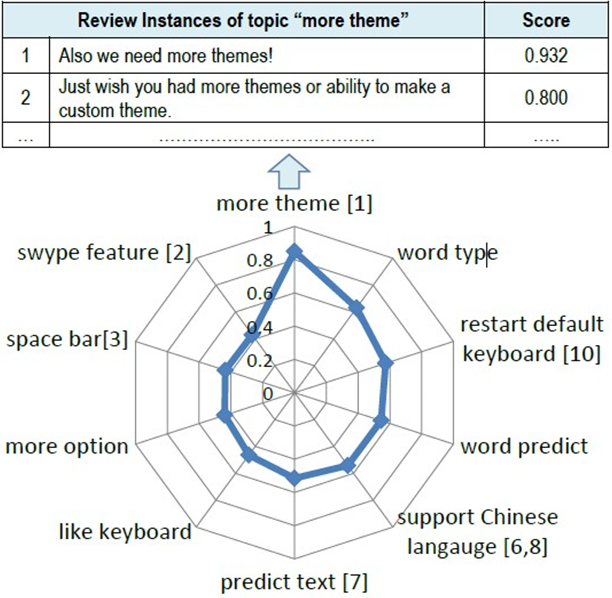 Review Instances of topic “more theme” Score
1 Also we need more themes! 0.932
2 Just wish you had more themes or ability to make a 0.800
custom theme.
... ........................................ .....
more theme [1]
1
swype feature [2] word type
0.8
0.6
space bar[3] 0.4 restart default
keyboard [10]
0.2
0
more option word predict
like keyboard support Chinese
langauge [6,8]
predict text [7]